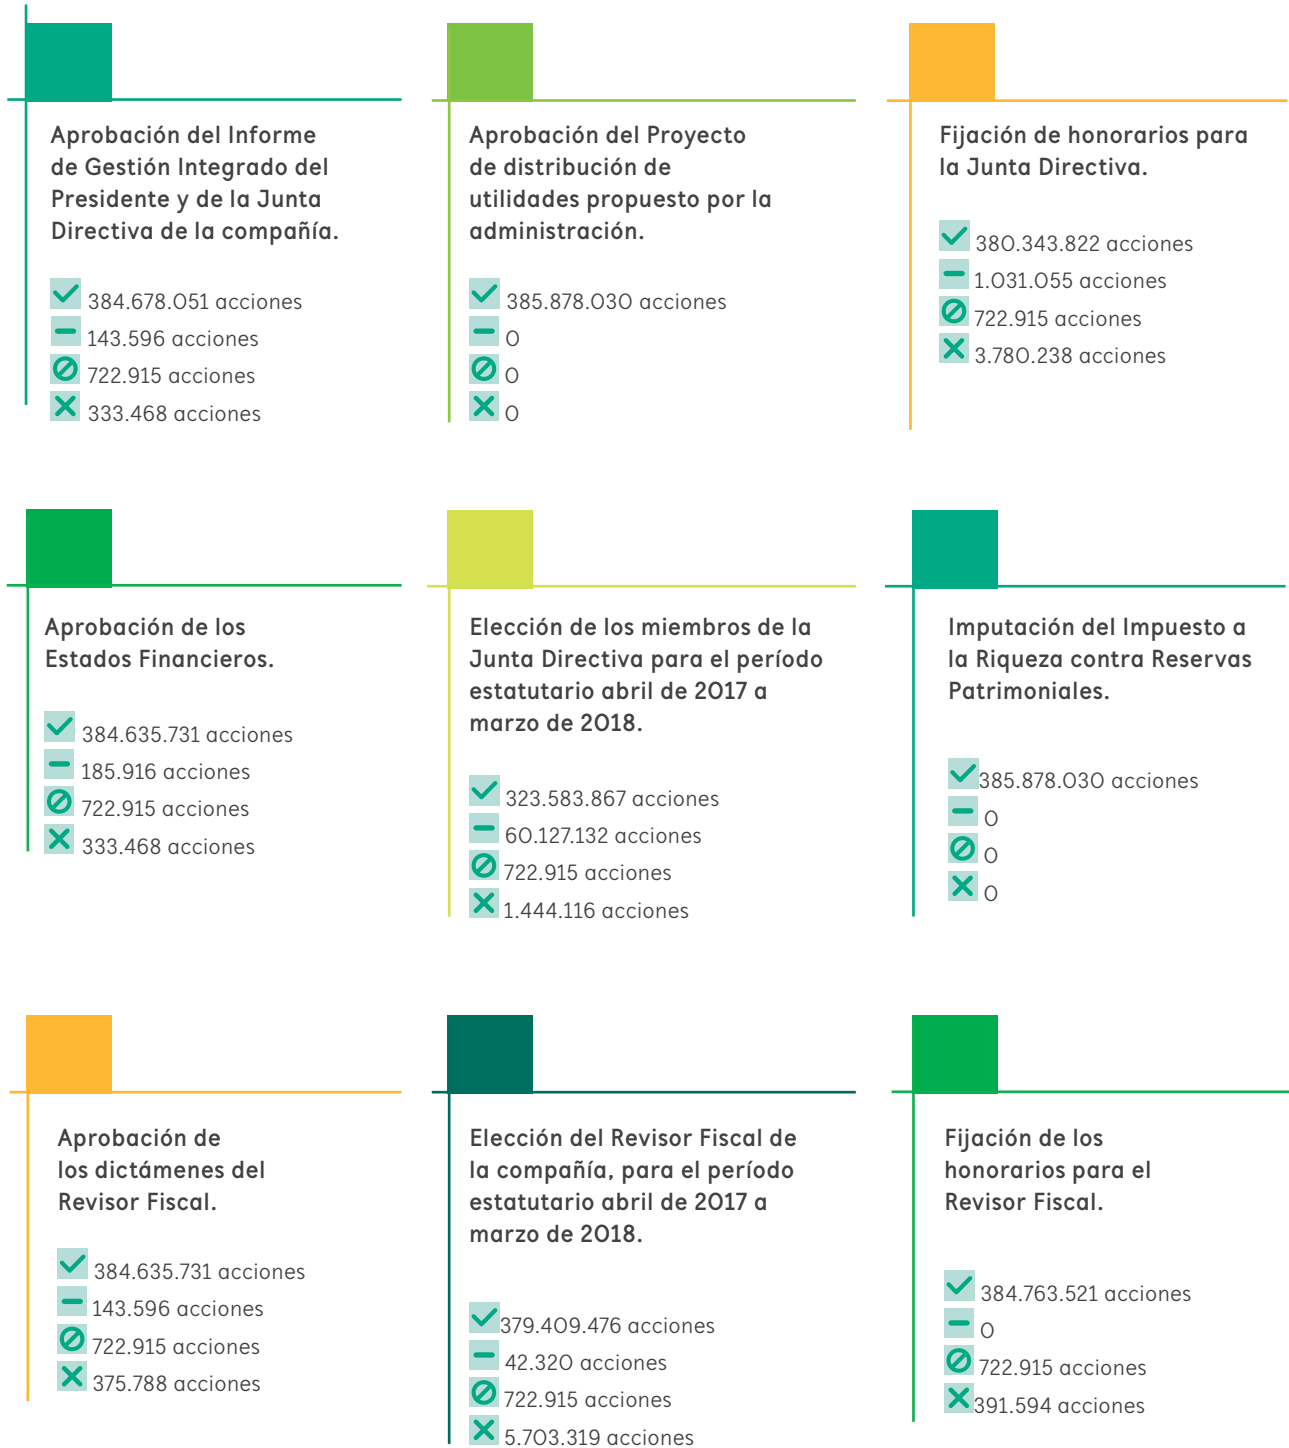 Aprobación del Informe
de Gestión Integrado del
Presidente y de la Junta
Directiva de la compañía.
384.678.051 acciones
143.596 acciones
722.915 acciones
333.468 acciones
Aprobación del Proyecto
de distribución de
utilidades propuesto por la
administración.
385.878.030 acciones
0
0
0
Fijación de honorarios para
la Junta Directiva.
380.343.822 acciones
1.031.055 acciones
722.915 acciones
3.780.238 acciones
Aprobación de los
Estados Financieros.
384.635.731 acciones
185.916 acciones
722.915 acciones
333.468 acciones
Elección de los miembros de la
Junta Directiva para el período
estatutario abril de 2017 a
marzo de 2018.
323.583.867 acciones
60.127.132 acciones
722.915 acciones
1.444.116 acciones
Imputación del Impuesto a
la Riqueza contra Reservas
Patrimoniales.
385.878.030 acciones
0
0
0
Aprobación de
los dictámenes del
Revisor Fiscal.
384.635.731 acciones
143.596 acciones
722.915 acciones
375.788 acciones
Elección del Revisor Fiscal de
la compañía, para el período
estatutario abril de 2017 a
marzo de 2018.
379.409.476 acciones
42.320 acciones
722.915 acciones
5.703.319 acciones
Fijación de los
honorarios para el
Revisor Fiscal.
384.763.521 acciones
0
722.915 acciones
391.594 acciones